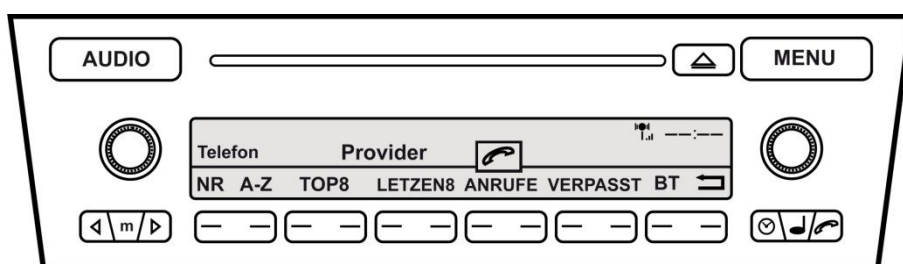 AUDIO
MENU
--:--
Telefon Provider
NR A-Z TOP8 LETZEN8 ANRUFE VERPASST BT
m